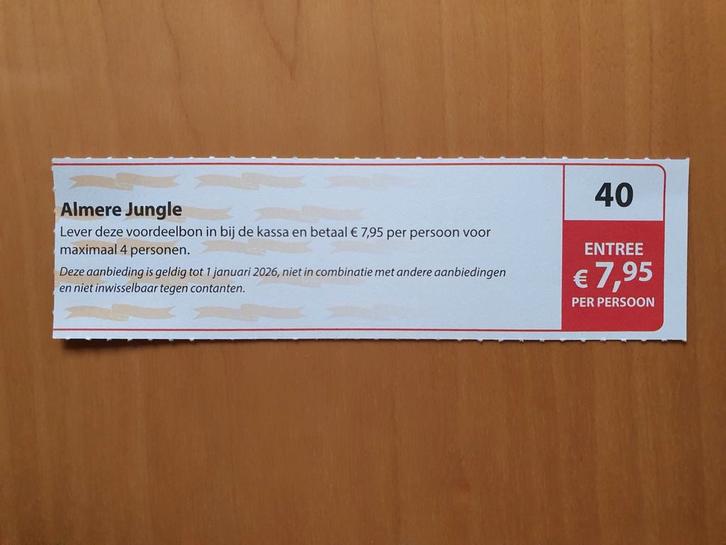 Almere Jungle
Lever deze voordeelbon in bij de kassa en betaal € 7,95 per persoon voor
maximaal 4 personen.
Deze aanbieding is geldig tot 1 januari 2026, niet in combinatie met andere aanbiedingen
en niet inwisselbaar tegen contanten.
40
ENTREE
€ 7,95
PER PERSOON